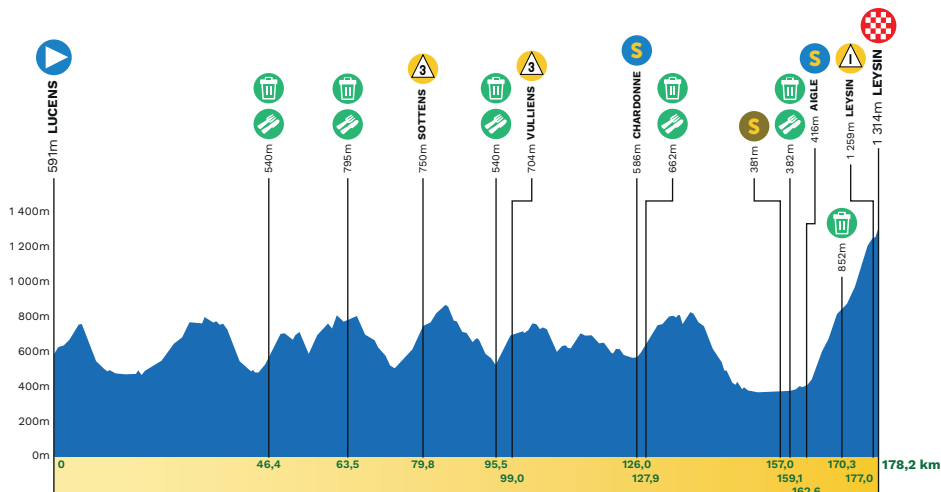 591m LUCENS
540m
795m
3
750m SOTTENS
540m
3
704m VULLIENS
S
586m CHARDONNE
662m
S
381m
382m
S
416m AIGLE
I
1 259m LEYSIN
1 314m LEYSIN
852m
1 400m
1 200m
1 000m
800m
600m
400m
200m
0m
0
46,4
63,5
79,8
95,5
99,0
126,0
127,9
157,0
159,1
162,6
170,3
177,0
178,2 km